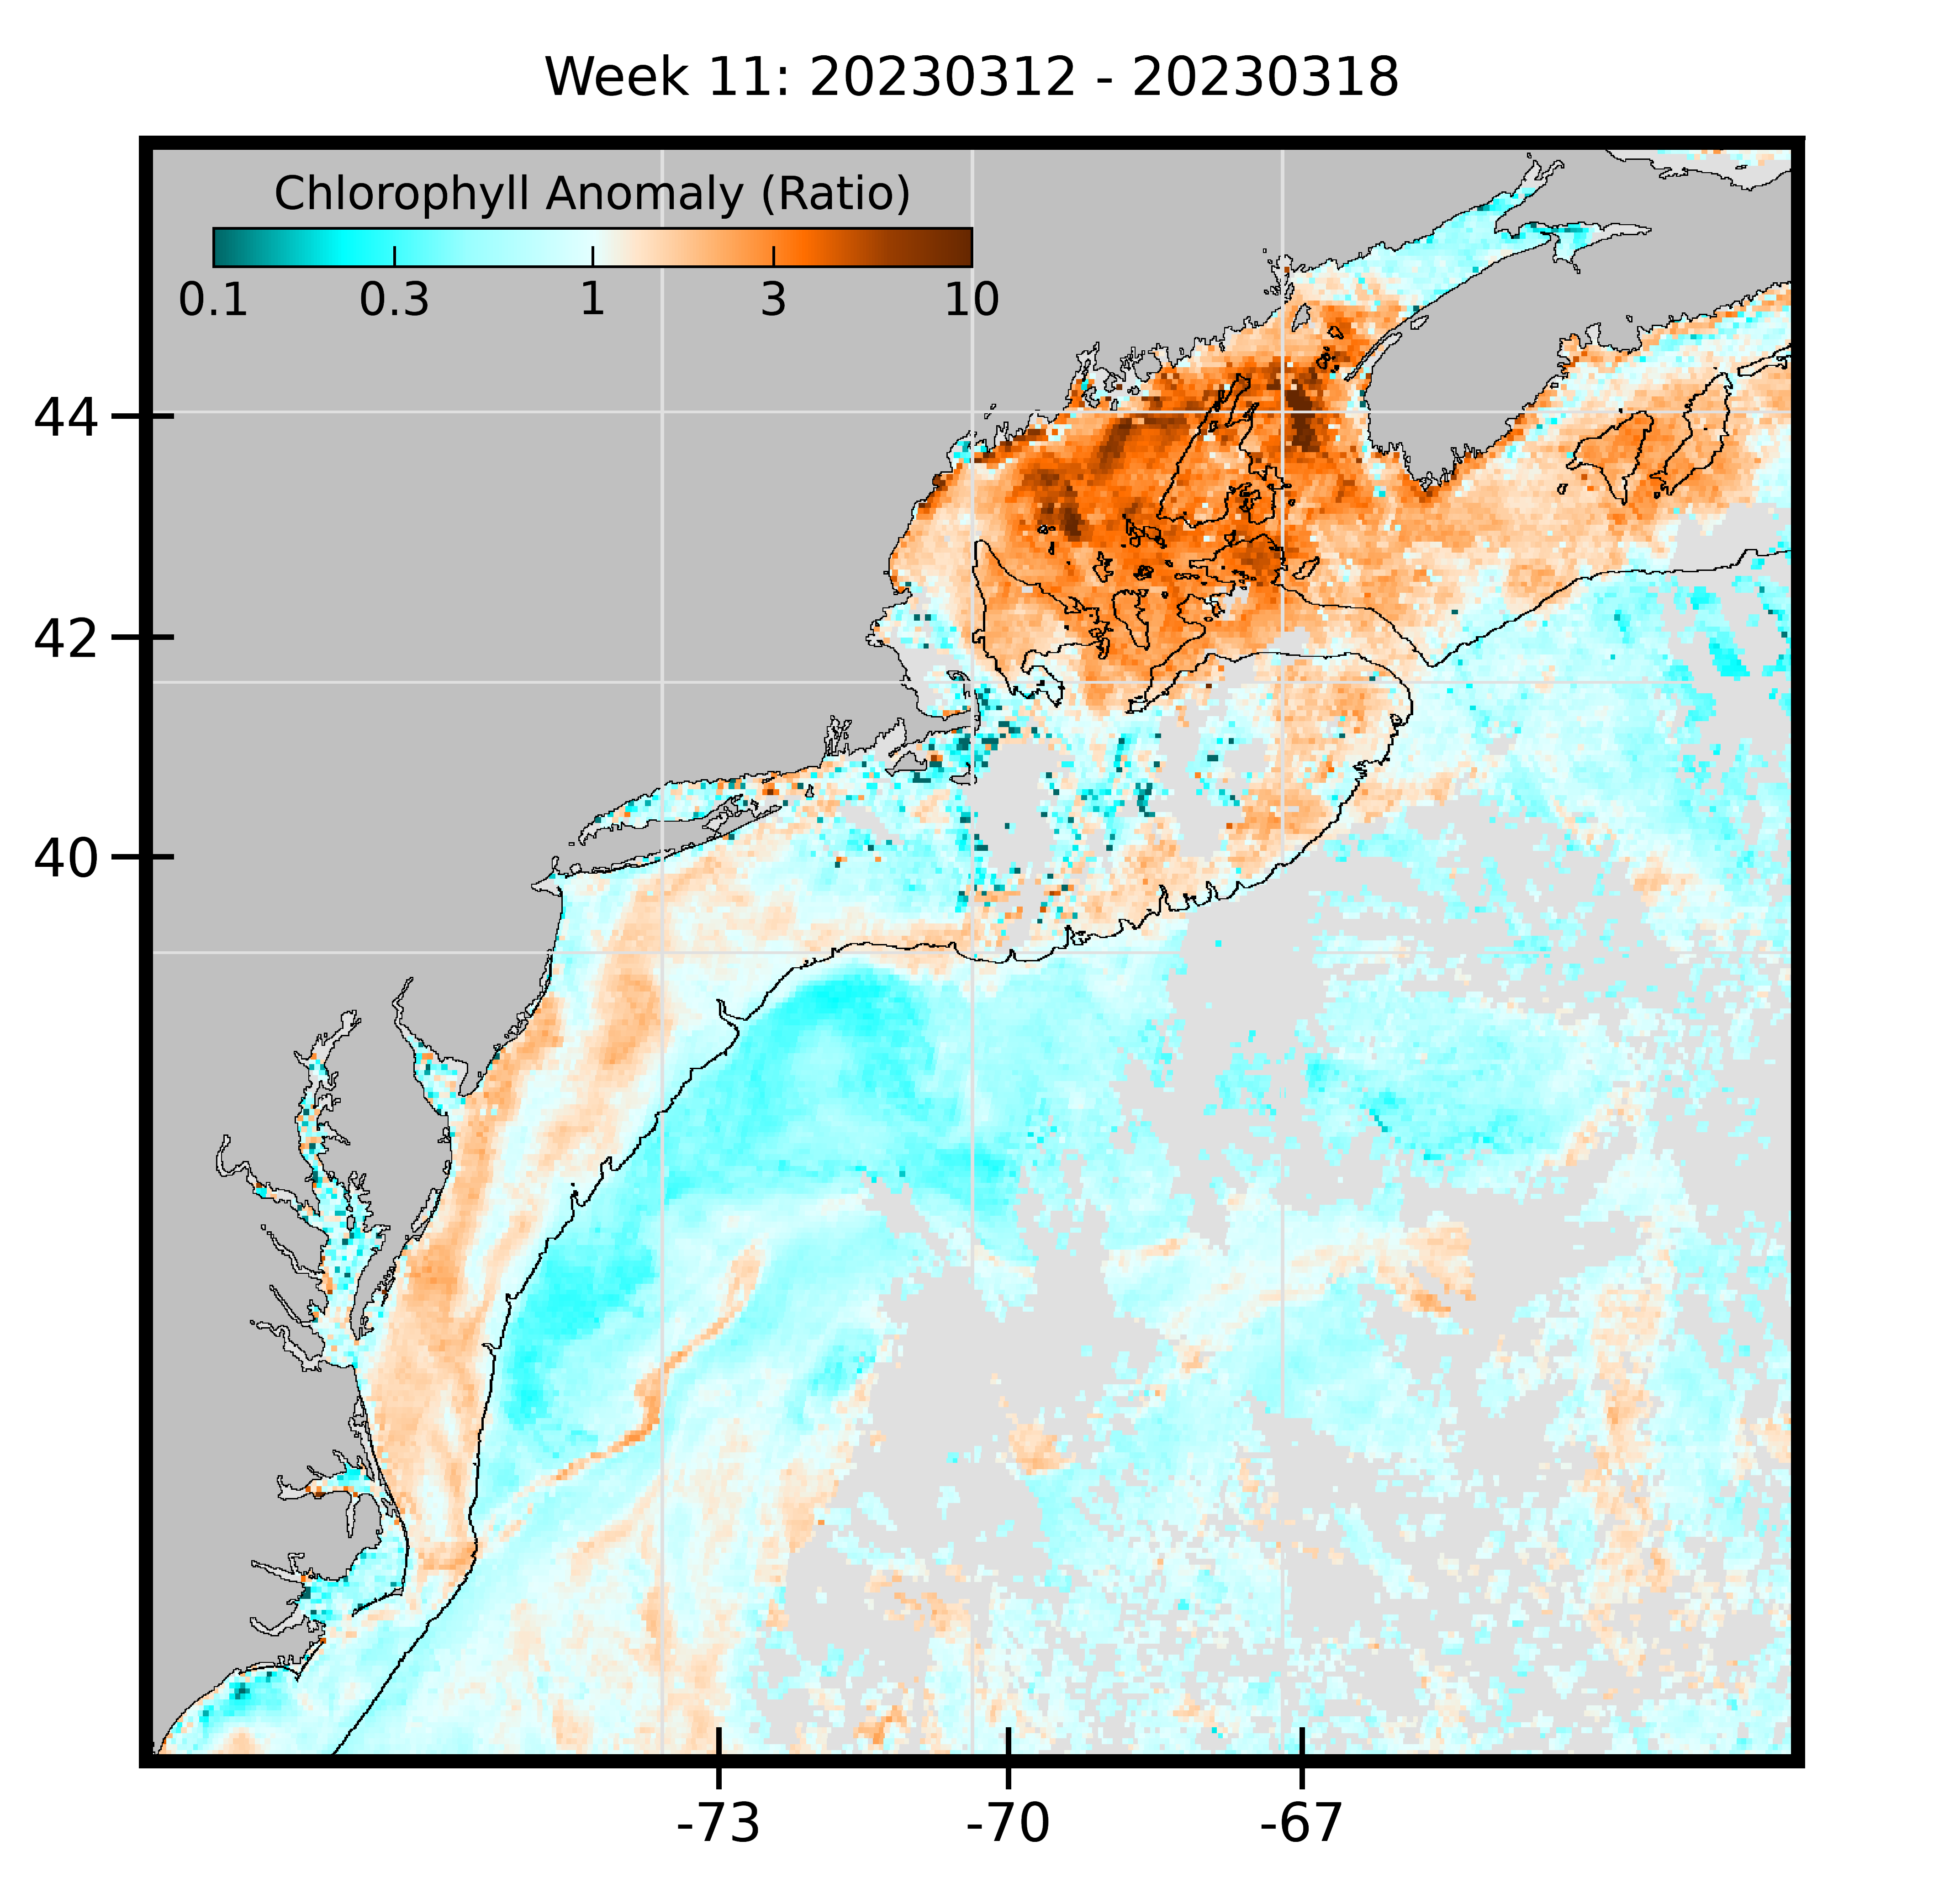 Week 11: 20230312 - 20230318
Chlorophyll Anomaly (Ratio)
0.1 0.3 1 3 10
44
42
40
-73 -70 -67